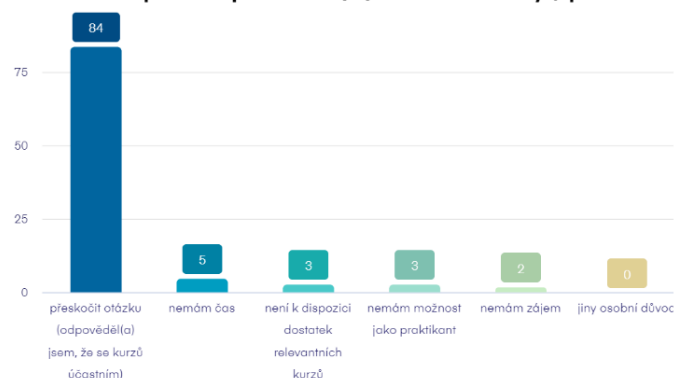 84
75
50
25
0
5
3
3
2
0
přeskočit otázku
(odpověděl(a)
jsem, že se kurzů
účastním)
nemám čas
není k dispozici
dostatek
relevantních
kurzů
nemám možnost
jako praktikant
nemám zájem
jiny osobní důvod